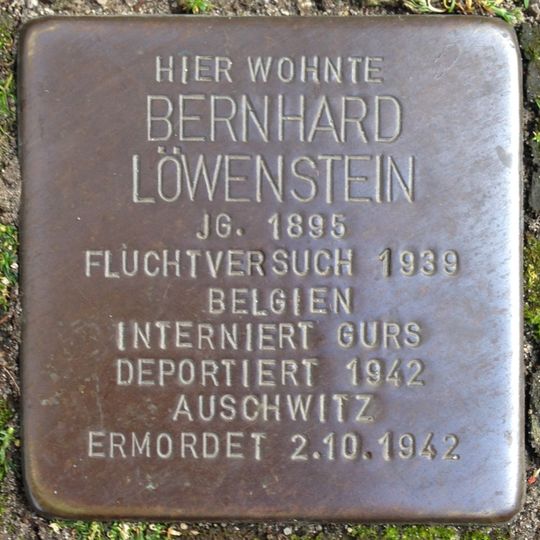 HIER WOHNTE
BERNHARD
LÖWENSTEIN
JG. 1895
FLUCHTVERSUCH 1939
BELGIEN
INTERNIERT GURS
DEPORTIERT 1942
AUSCHWITZ
ERMORDET 2.10.1942